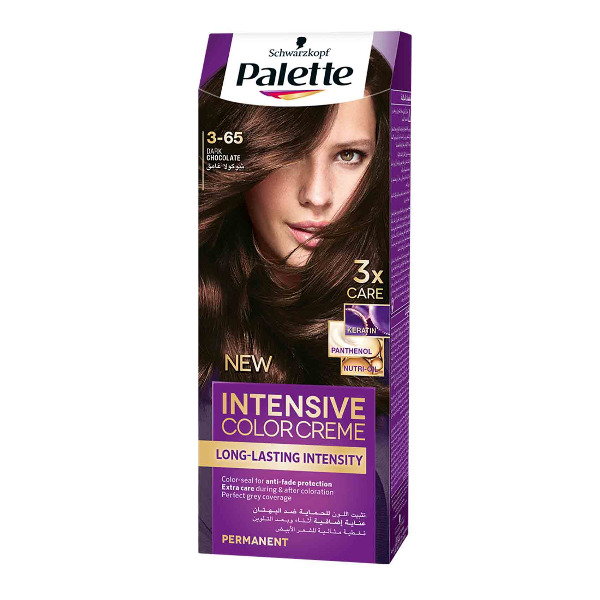 Schwarzkopf
Palette
3-65
DARK
CHOCOLATE
شوكولا غامق
3x
CARE
KERATIN
PANTHENOL
NUTRI-OIL
NEW
INTENSIVE
COLOR CREME
LONG-LASTING INTENSITY
Color-seal for anti-fade protection
Extra care during & after coloration
Perfect grey coverage
تثبيت اللون للحماية ضد البهتان
عناية إضافية أثناء وبعد التلوين
تغطية مثالية للشعر الأبيض
PERMANENT